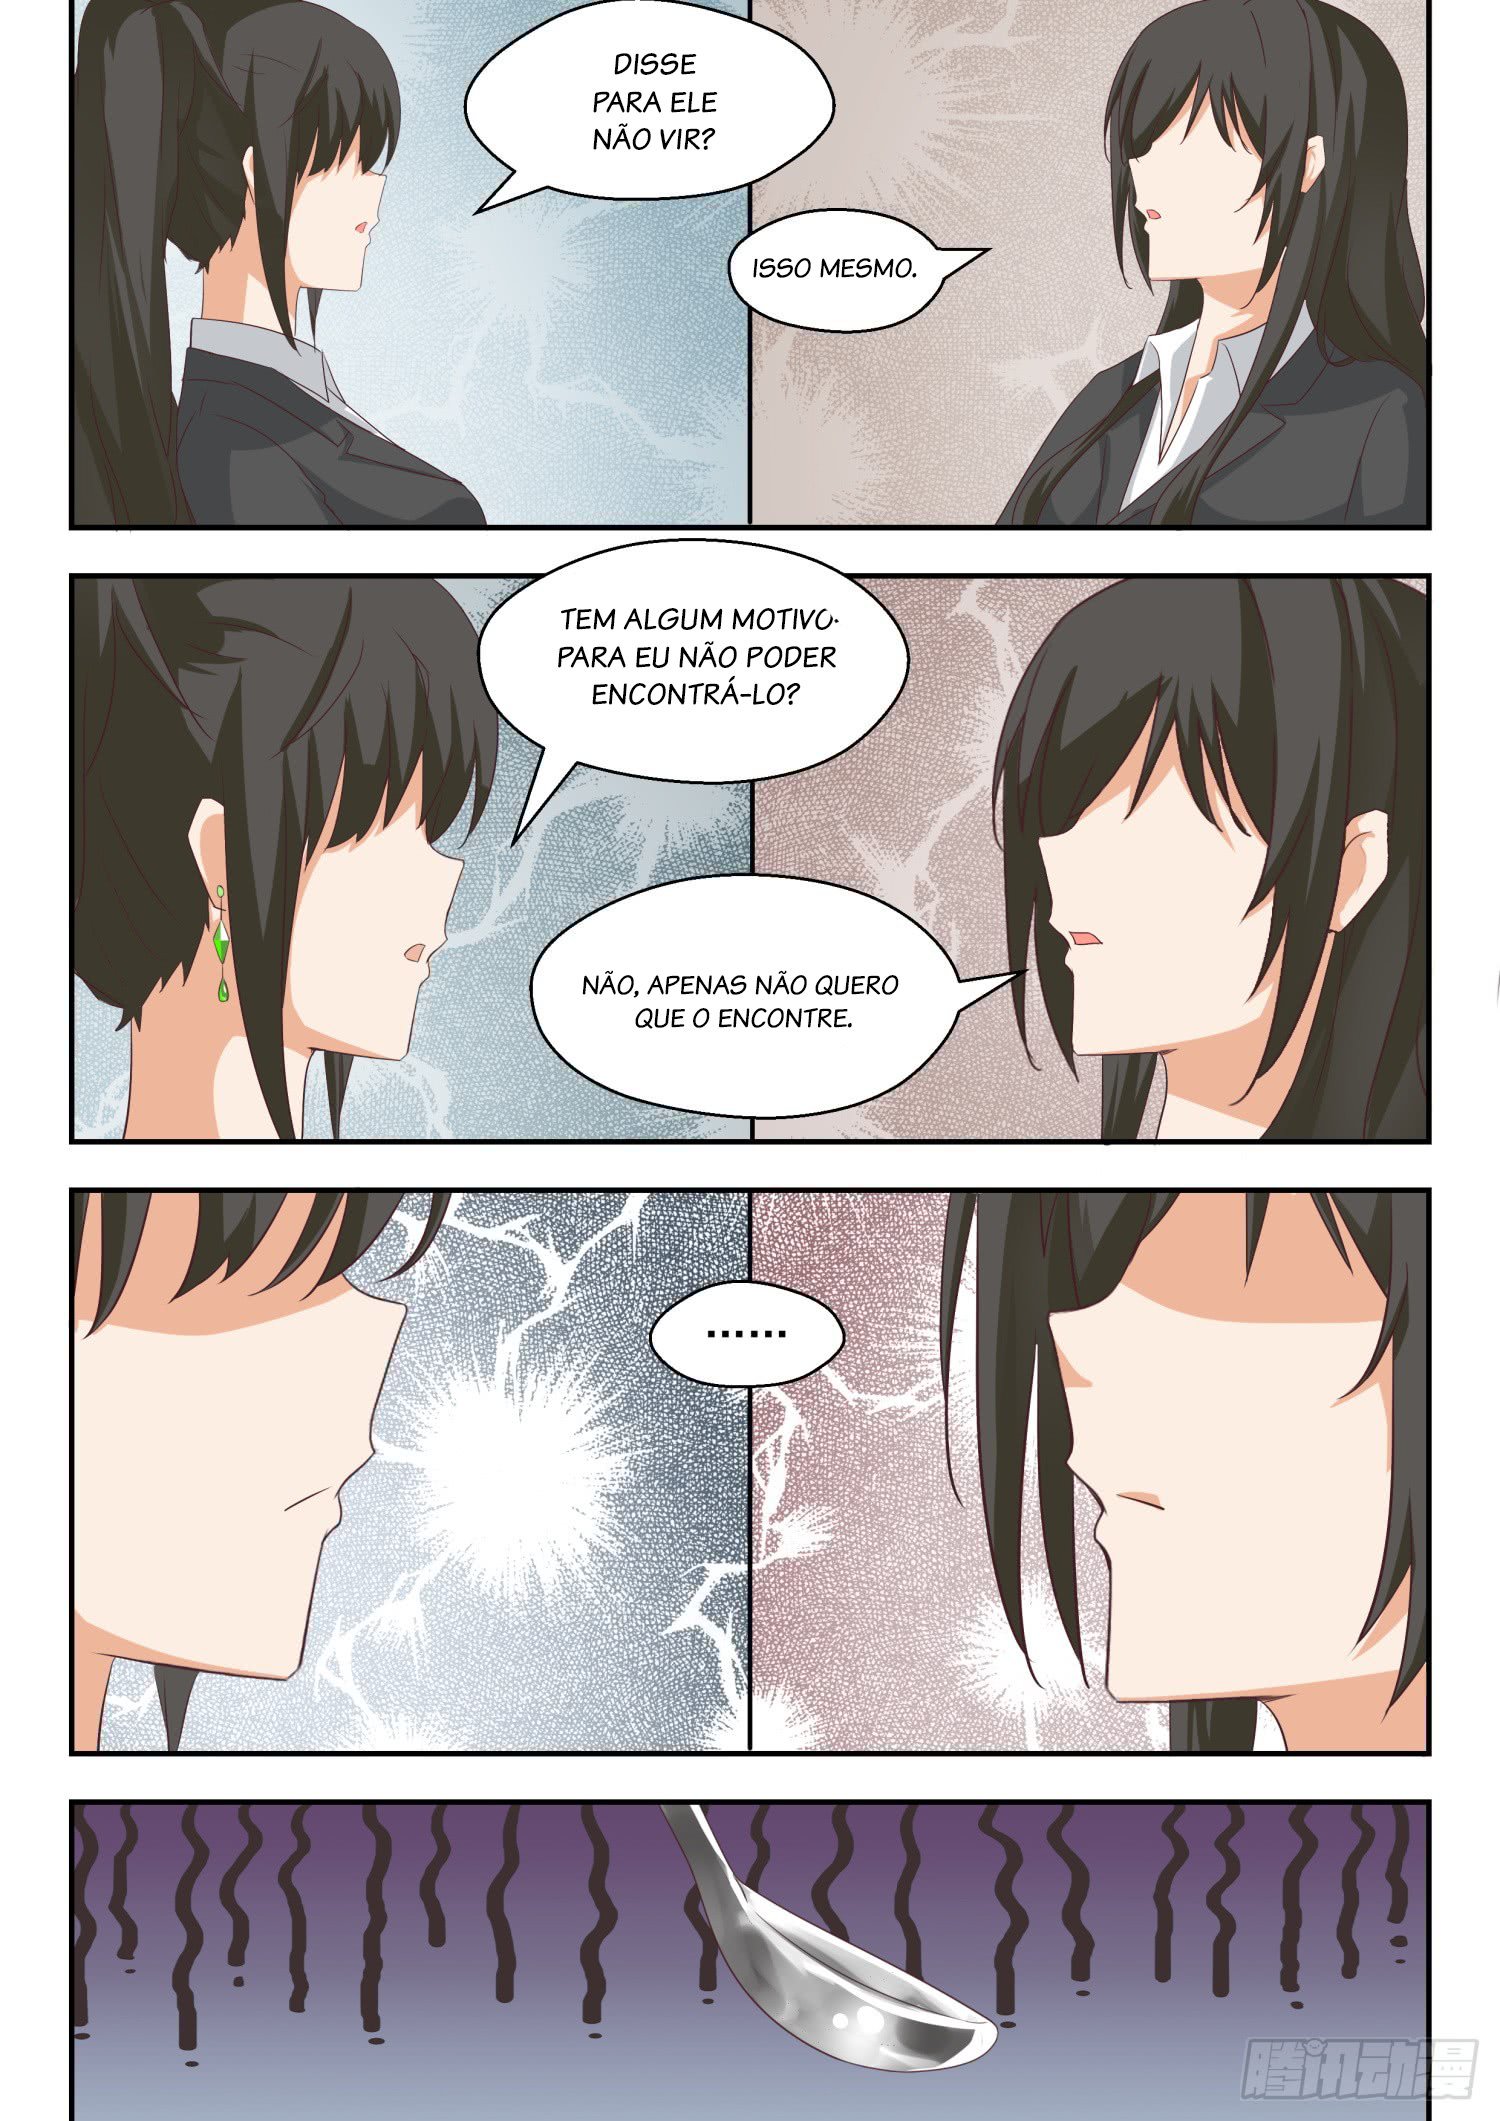 DISSE
PARA ELE
NÃO VIR?
ISSO MESMO.
TEM ALGUM MOTIVO
PARA EU NÃO PODER
ENCONTRÁ-LO?
NÃO, APENAS NÃO QUERO
QUE O ENCONTRE.
......
腾讯动漫